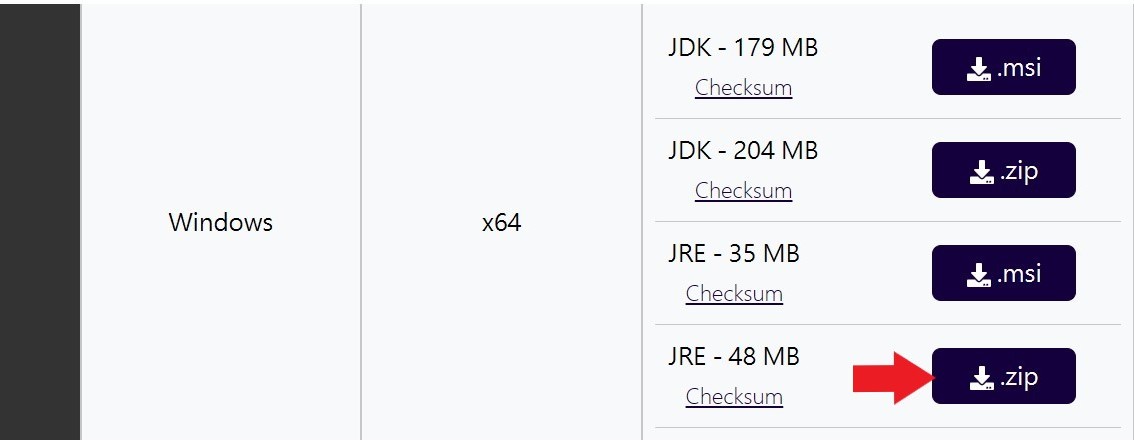 JDK - 179 MB
Checksum
.msi
JDK - 204 MB
Checksum
.zip
Windows
x64
JRE - 35 MB
Checksum
.msi
JRE - 48 MB
Checksum
.zip